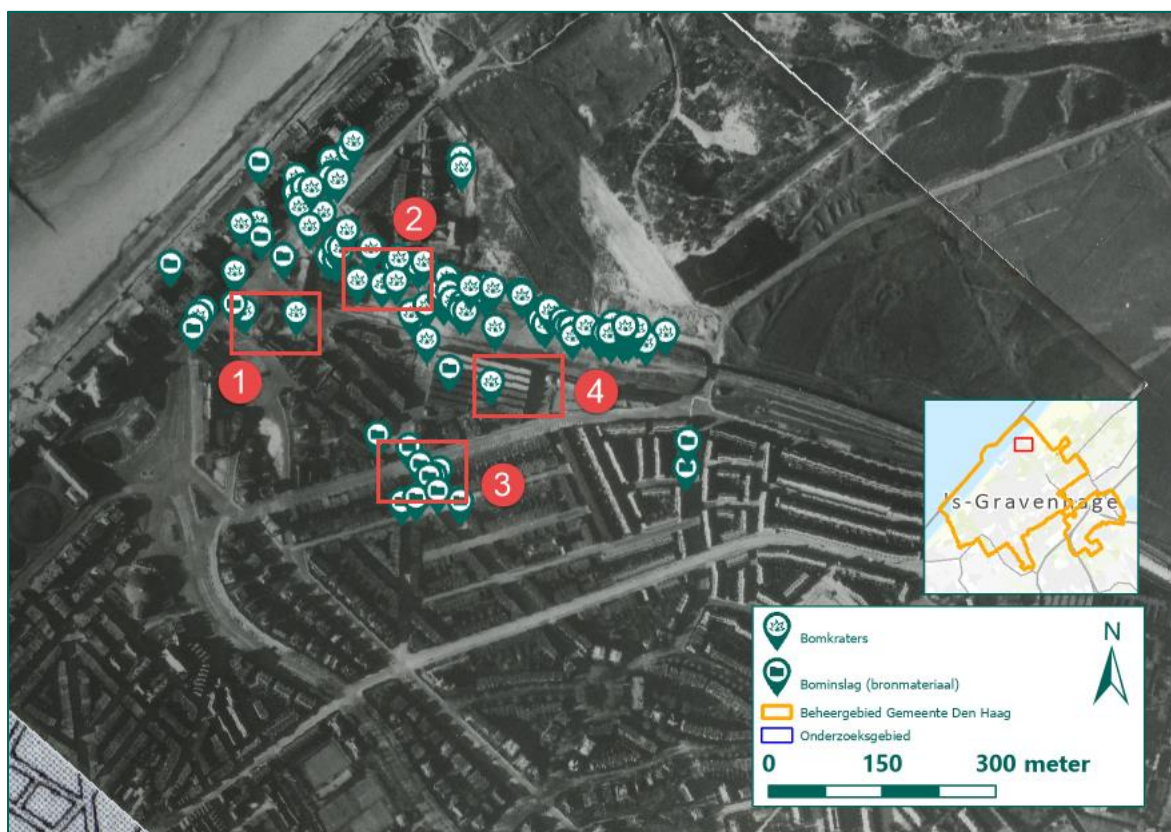 2
1
4
3
's-Gravenhage
Bomkraters
Bominslag (bronmateriaal)
Beheergebied Gemeente Den Haag
Onderzoeksgebied
N
0 150 300 meter